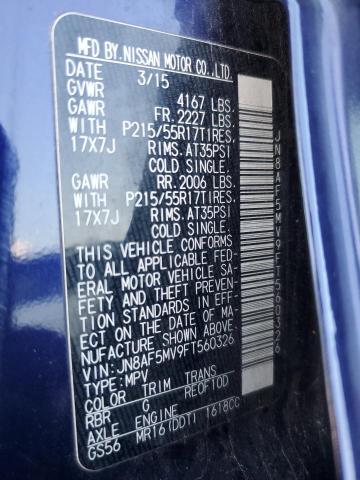 MFD BY. NISSAN MOTOR CO., LTD.
DATE 3/15
GVWR 4167 LBS.
GAWR FR. 2227 LBS.
WITH P215/55R17TIRES.
17X7J RIMS. AT35PSI
COLD SINGLE.
GAWR RR. 2006 LBS.
WITH P215/55R17TIRES.
17X7J RIMS. AT35PSI
COLD SINGLE.
THIS VEHICLE CONFORMS
TO ALL APPLICABLE FED-
ERAL MOTOR VEHICLE SA-
FETY AND THEFT PREVEN-
TION STANDARDS IN EFF-
ECT ON THE DATE OF MA-
NUFACTURE SHOWN ABOVE.
VIN: JN8AF5MV9FT560326
TYPE: MPV
COLOR TRIM TRANS
RBR G RE0F10D
AXLE ENGINE
GS56 MR16(DDT) 1618CC
JN8AF5MV9FT560326